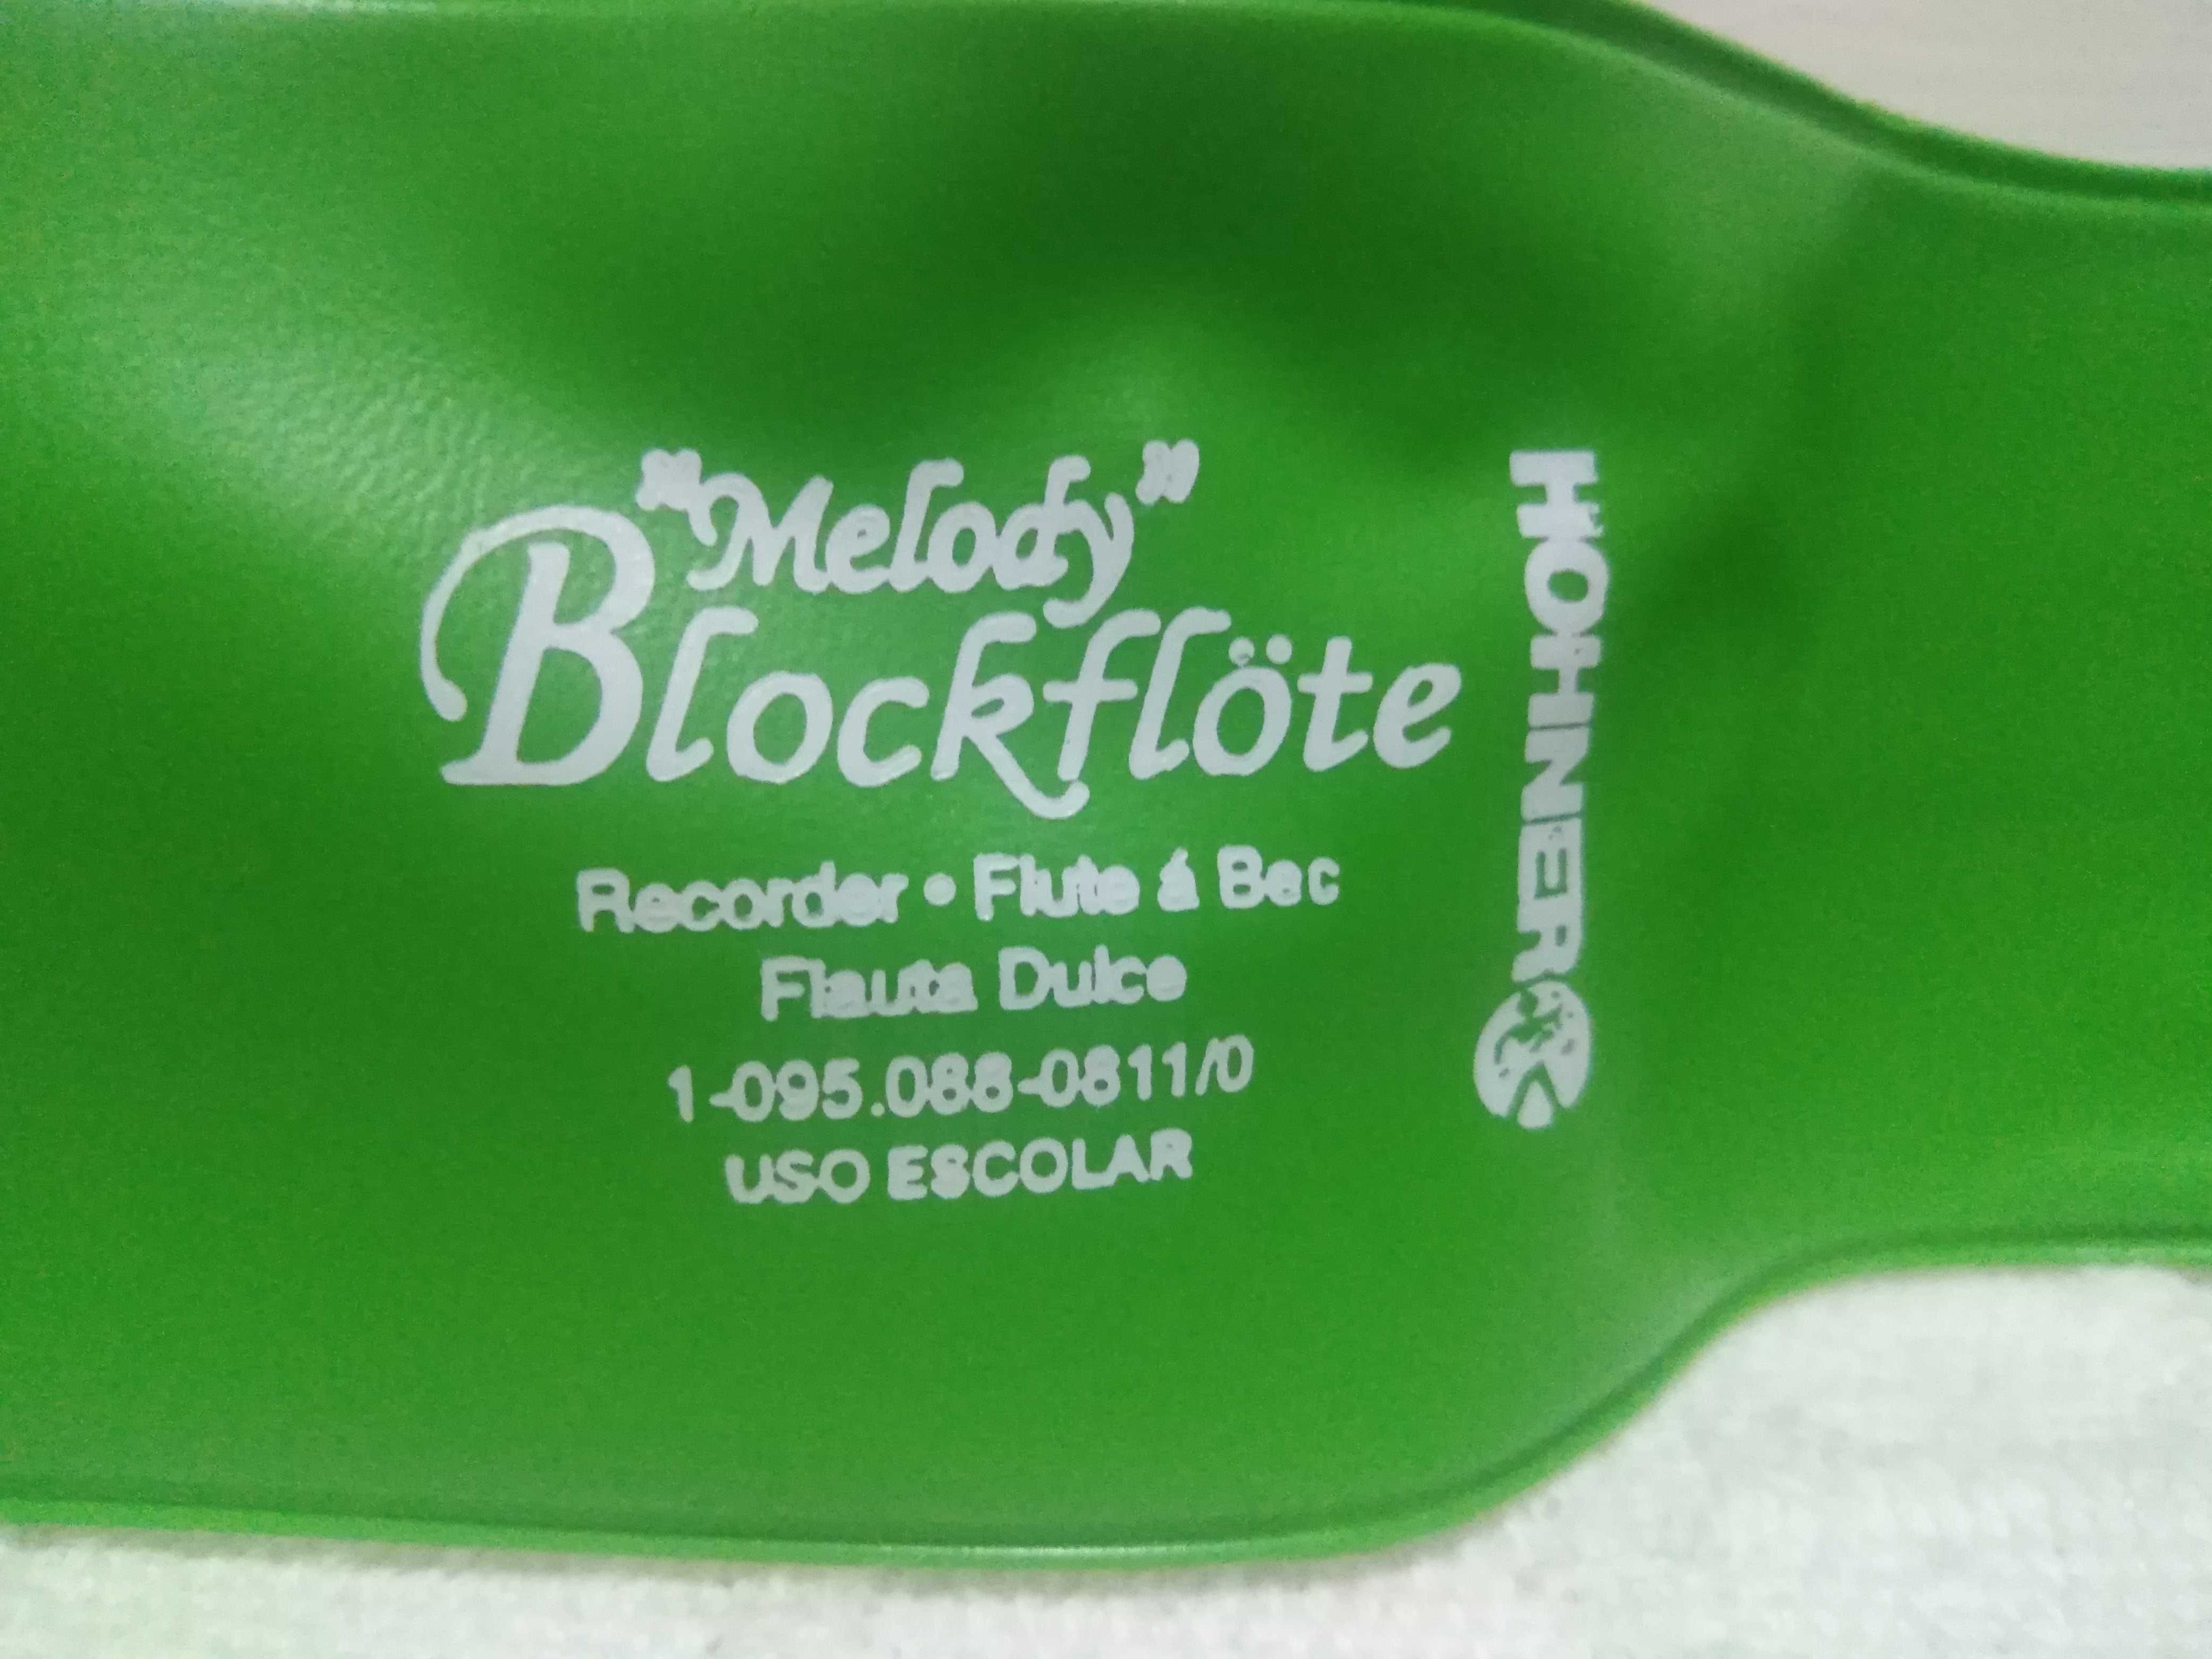 "Melody"
Blockflöte
Recorder • Flute á Bec
Flauta Dulce
1-095.088-0811/0
USO ESCOLAR
HOHNER